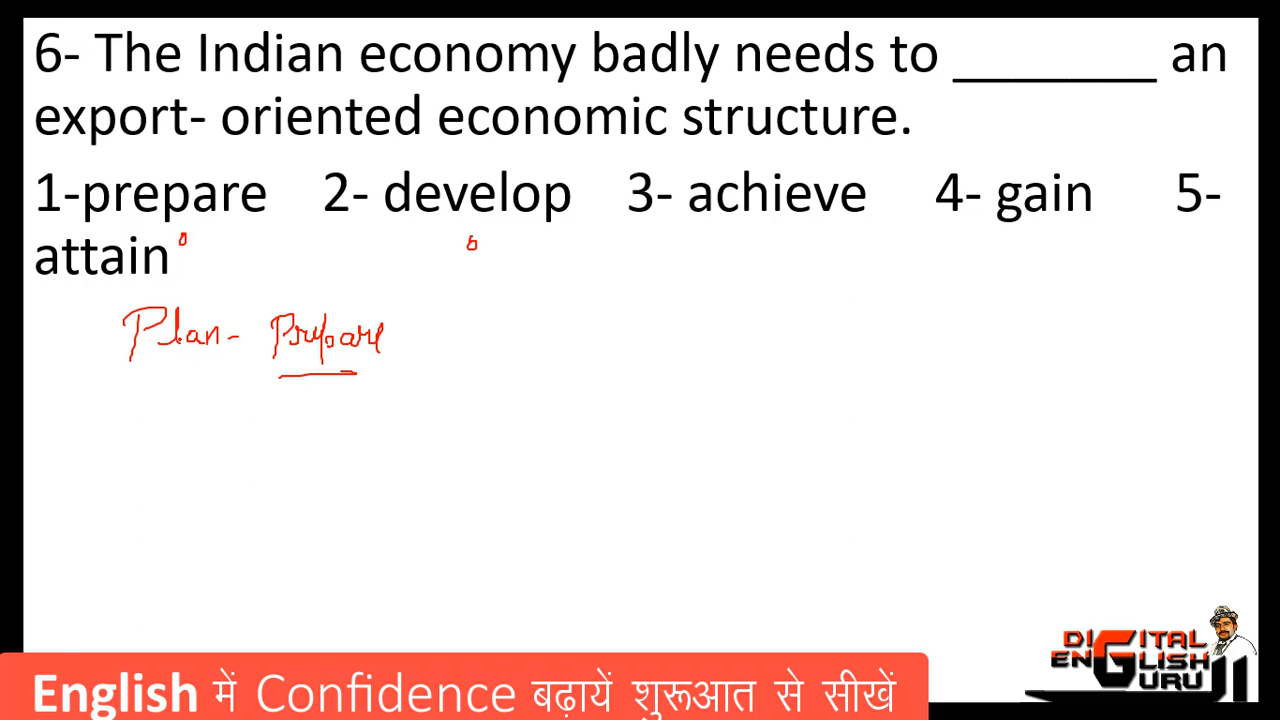 6- The Indian economy badly needs to ________ an
export- oriented economic structure.
1-prepare 2- develop 3- achieve 4- gain 5-
attain
Plan- Prepare
DIGITAL
ENGLISH
GURU
English में Confidence बढ़ायें शुरूआत से सीखें